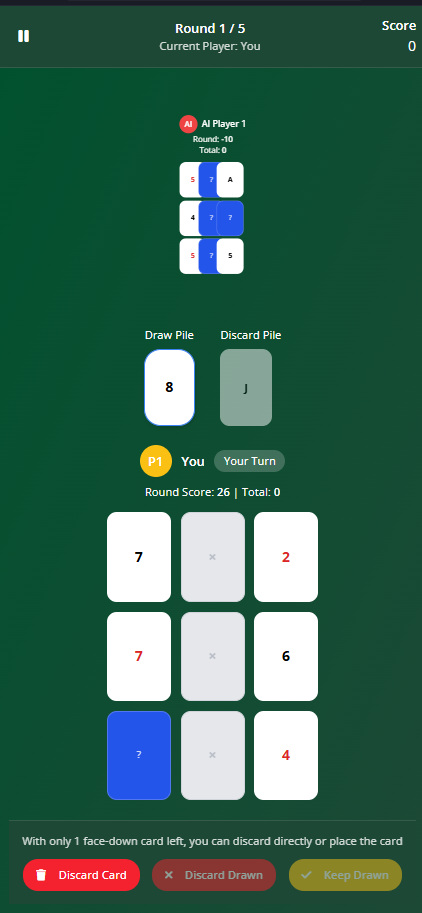 Round 1 / 5
Current Player: You
Score
0
AI
AI Player 1
Round: -10
Total: 0
5 ? A
4 ? ?
5 ? 5
Draw Pile
Discard Pile
8
J
P1
You
Your Turn
Round Score: 26 | Total: 0
7 × 2
7 × 6
? × 4
With only 1 face-down card left, you can discard directly or place the card
Discard Card
Discard Drawn
Keep Drawn